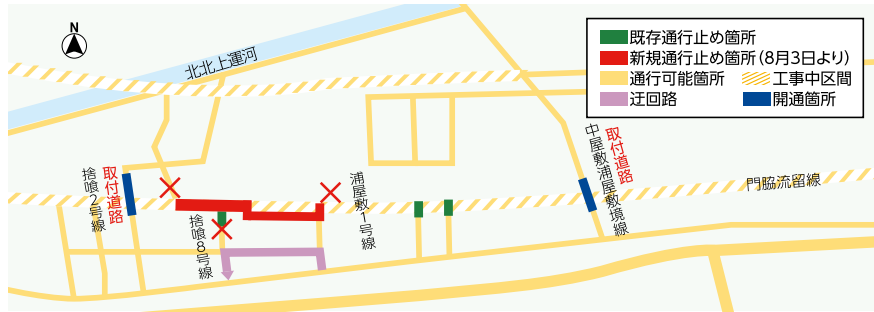 N
北北上運河
既存通行止め箇所
新規通行止め箇所(8月3日より)
通行可能箇所
工事中区間
迂回路
開通箇所
捨喰2号線
取付道路
捨喰8号線
浦屋敷1号線
中屋敷浦屋敷境線
取付道路
門脇流留線